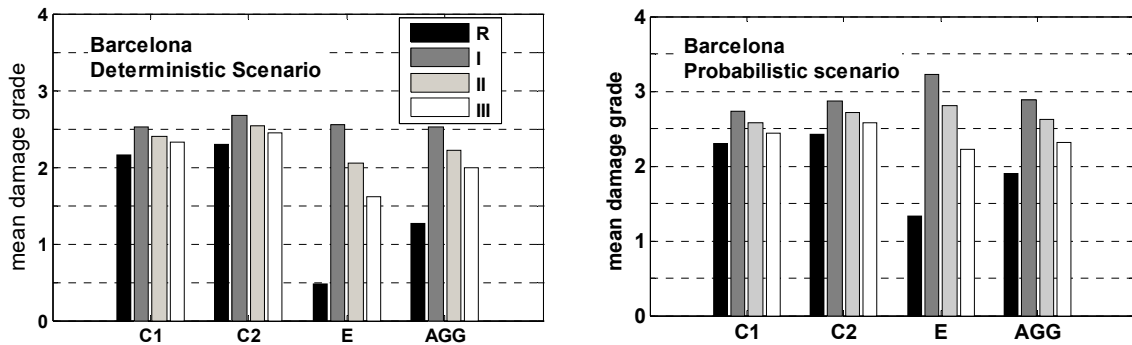 Barcelona
Deterministic Scenario
R
I
II
III
mean damage grade
4
3
2
1
0
C1 C2 E AGG
Barcelona
Probabilistic scenario
mean damage grade
4
3
2
1
0
C1 C2 E AGG